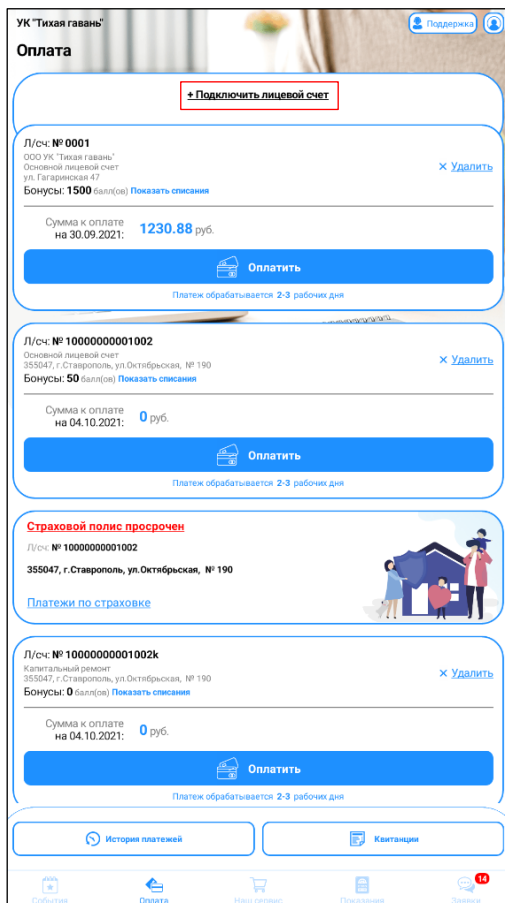 УК "Тихая гавань"
Поддержка
Оплата
+ Подключить лицевой счет
Л/сч: № 0001
ООО УК "Тихая гавань"
Основной лицевой счет
ул. Гагаринская 47
× Удалить
Бонусы: 1500 балл(ов) Показать списания
Сумма к оплате
на 30.09.2021:
1230.88 руб.
Оплатить
Платеж обрабатывается 2-3 рабочих дня
Л/сч: № 10000000001002
Основной лицевой счет
355047, г.Ставрополь, ул.Октябрьская, № 190
× Удалить
Бонусы: 50 балл(ов) Показать списания
Сумма к оплате
на 04.10.2021:
0 руб.
Оплатить
Платеж обрабатывается 2-3 рабочих дня
Страховой полис просрочен
Л/сч: № 10000000001002
355047, г.Ставрополь, ул.Октябрьская, № 190
Платежи по страховке
Л/сч: № 10000000001002k
Капитальный ремонт
355047, г.Ставрополь, ул.Октябрьская, № 190
× Удалить
Бонусы: 0 балл(ов) Показать списания
Сумма к оплате
на 04.10.2021:
0 руб.
Оплатить
Платеж обрабатывается 2-3 рабочих дня
История платежей
Квитанции
14
События
Оплата
Наш сервис
Показания
Заявки